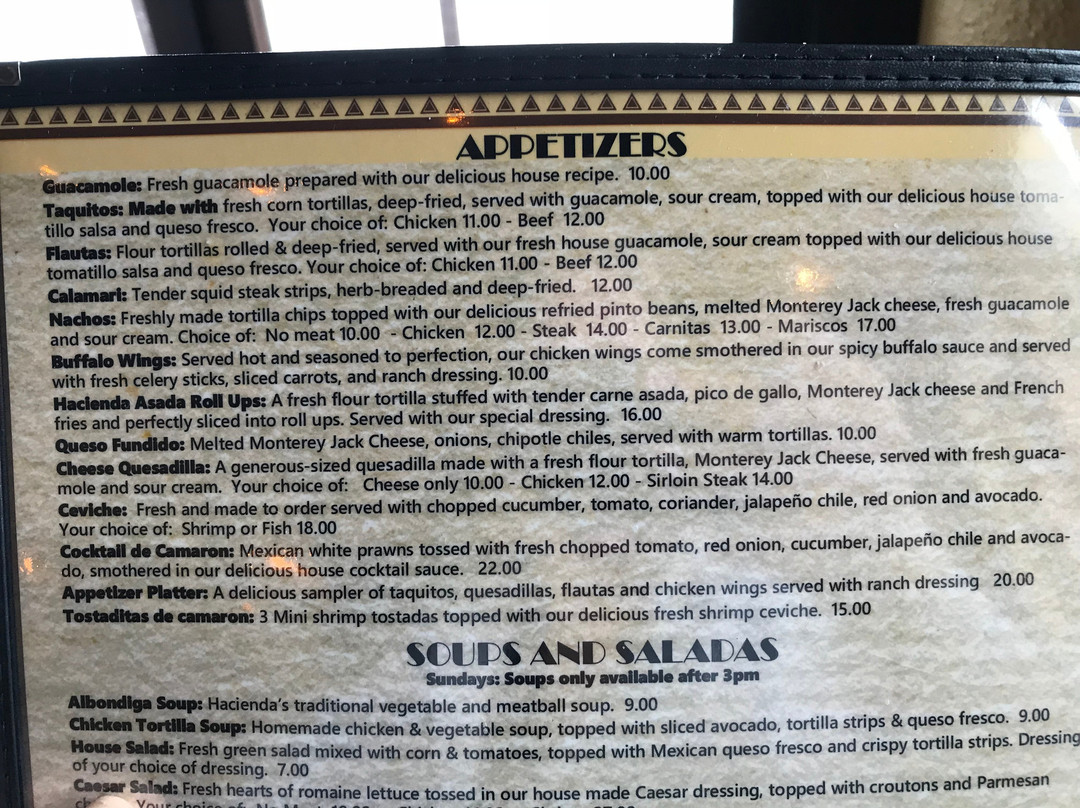 APPETIZERS
Guacamole: Fresh guacamole prepared with our delicious house recipe. 10.00
Taquitos: Made with fresh corn tortillas, deep-fried, served with guacamole, sour cream, topped with our delicious house toma-
tillo salsa and queso fresco. Your choice of: Chicken 11.00 - Beef 12.00
Flautas: Flour tortillas rolled & deep-fried, served with our fresh house guacamole, sour cream topped with our delicious house
tomatillo salsa and queso fresco. Your choice of: Chicken 11.00 - Beef 12.00
Calamari: Tender squid steak strips, herb-breaded and deep-fried. 12.00
Nachos: Freshly made tortilla chips topped with our delicious refried pinto beans, melted Monterey Jack cheese, fresh guacamole
and sour cream. Choice of: No meat 10.00 - Chicken 12.00 - Steak 14.00 - Carnitas 13.00 - Mariscos 17.00
Buffalo Wings: Served hot and seasoned to perfection, our chicken wings come smothered in our spicy buffalo sauce and served
with fresh celery sticks, sliced carrots, and ranch dressing. 10.00
Hacienda Asada Roll Ups: A fresh flour tortilla stuffed with tender carne asada, pico de gallo, Monterey Jack cheese and French
fries and perfectly sliced into roll ups. Served with our special dressing. 16.00
Queso Fundido: Melted Monterey Jack Cheese, onions, chipotle chiles, served with warm tortillas. 10.00
Cheese Quesadilla: A generous-sized quesadilla made with a fresh flour tortilla, Monterey Jack Cheese, served with fresh guaca-
mole and sour cream. Your choice of: Cheese only 10.00 - Chicken 12.00 - Sirloin Steak 14.00
Ceviche: Fresh and made to order served with chopped cucumber, tomato, coriander, jalapeño chile, red onion and avocado.
Your choice of: Shrimp or Fish 18.00
Cocktail de Camaron: Mexican white prawns tossed with fresh chopped tomato, red onion, cucumber, jalapeño chile and avoca-
do, smothered in our delicious house cocktail sauce. 22.00
Appetizer Platter: A delicious sampler of taquitos, quesadillas, flautas and chicken wings served with ranch dressing 20.00
Tostaditas de camaron: 3 Mini shrimp tostadas topped with our delicious fresh shrimp ceviche. 15.00
SOUPS AND SALADAS
Sundays: Soups only available after 3pm
Albondiga Soup: Hacienda's traditional vegetable and meatball soup. 9.00
Chicken Tortilla Soup: Homemade chicken & vegetable soup, topped with sliced avocado, tortilla strips & queso fresco. 9.00
House Salad: Fresh green salad mixed with corn & tomatoes, topped with Mexican queso fresco and crispy tortilla strips. Dressing
of your choice of dressing. 7.00
Caesar Salad: Fresh hearts of romaine lettuce tossed in our house made Caesar dressing, topped with croutons and Parmesan
Your choice of: No Meat